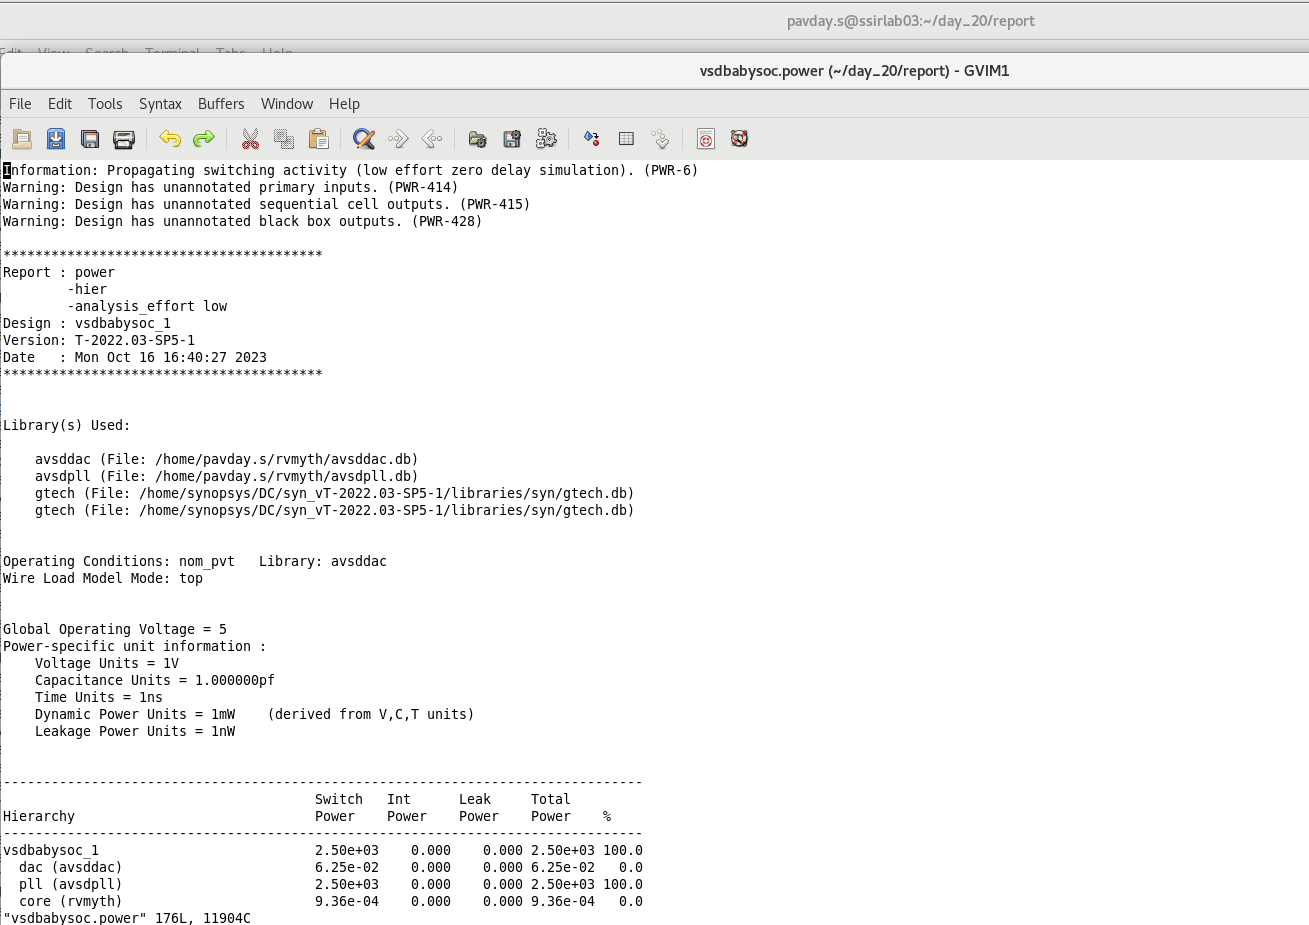 pavday.s@ssirlab03:~/day_20/report
Edit View Search Terminal Tabs Help
vsdbabysoc.power (~/day_20/report) - GVIM1
File Edit Tools Syntax Buffers Window Help
Information: Propagating switching activity (low effort zero delay simulation). (PWR-6)
Warning: Design has unannotated primary inputs. (PWR-414)
Warning: Design has unannotated sequential cell outputs. (PWR-415)
Warning: Design has unannotated black box outputs. (PWR-428)
****************************************
Report : power
        -hier
        -analysis_effort low
Design : vsdbabysoc_1
Version: T-2022.03-SP5-1
Date   : Mon Oct 16 16:40:27 2023
****************************************
Library(s) Used:
    avsddac (File: /home/pavday.s/rvmyth/avsddac.db)
    avsdpll (File: /home/pavday.s/rvmyth/avsdpll.db)
    gtech (File: /home/synopsys/DC/syn_vT-2022.03-SP5-1/libraries/syn/gtech.db)
    gtech (File: /home/synopsys/DC/syn_vT-2022.03-SP5-1/libraries/syn/gtech.db)
Operating Conditions: nom_pvt   Library: avsddac
Wire Load Model Mode: top
Global Operating Voltage = 5
Power-specific unit information :
    Voltage Units = 1V
    Capacitance Units = 1.000000pf
    Time Units = 1ns
    Dynamic Power Units = 1mW    (derived from V,C,T units)
    Leakage Power Units = 1nW
--------------------------------------------------------------------------------
                                       Switch   Int      Leak     Total
Hierarchy                              Power    Power    Power    Power    %
--------------------------------------------------------------------------------
vsdbabysoc_1                           2.50e+03    0.000    0.000 2.50e+03 100.0
  dac (avsddac)                        6.25e-02    0.000    0.000 6.25e-02   0.0
  pll (avsdpll)                        2.50e+03    0.000    0.000 2.50e+03 100.0
  core (rvmyth)                        9.36e-04    0.000    0.000 9.36e-04   0.0
"vsdbabysoc.power" 176L, 11904C